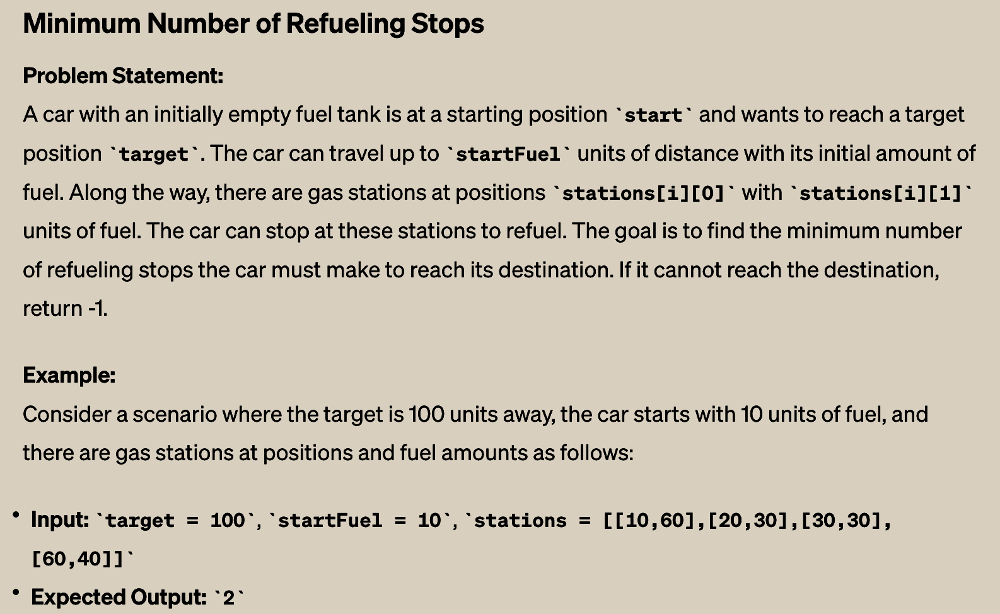 Minimum Number of Refueling Stops
Problem Statement:
A car with an initially empty fuel tank is at a starting position `start` and wants to reach a target
position `target`. The car can travel up to `startFuel` units of distance with its initial amount of
fuel. Along the way, there are gas stations at positions `stations[i][0]` with `stations[i][1]`
units of fuel. The car can stop at these stations to refuel. The goal is to find the minimum number
of refueling stops the car must make to reach its destination. If it cannot reach the destination,
return -1.
Example:
Consider a scenario where the target is 100 units away, the car starts with 10 units of fuel, and
there are gas stations at positions and fuel amounts as follows:
• Input: `target = 100`, `startFuel = 10`, `stations = [[10,60],[20,30],[30,30],
[60,40]]`
• Expected Output: `2`